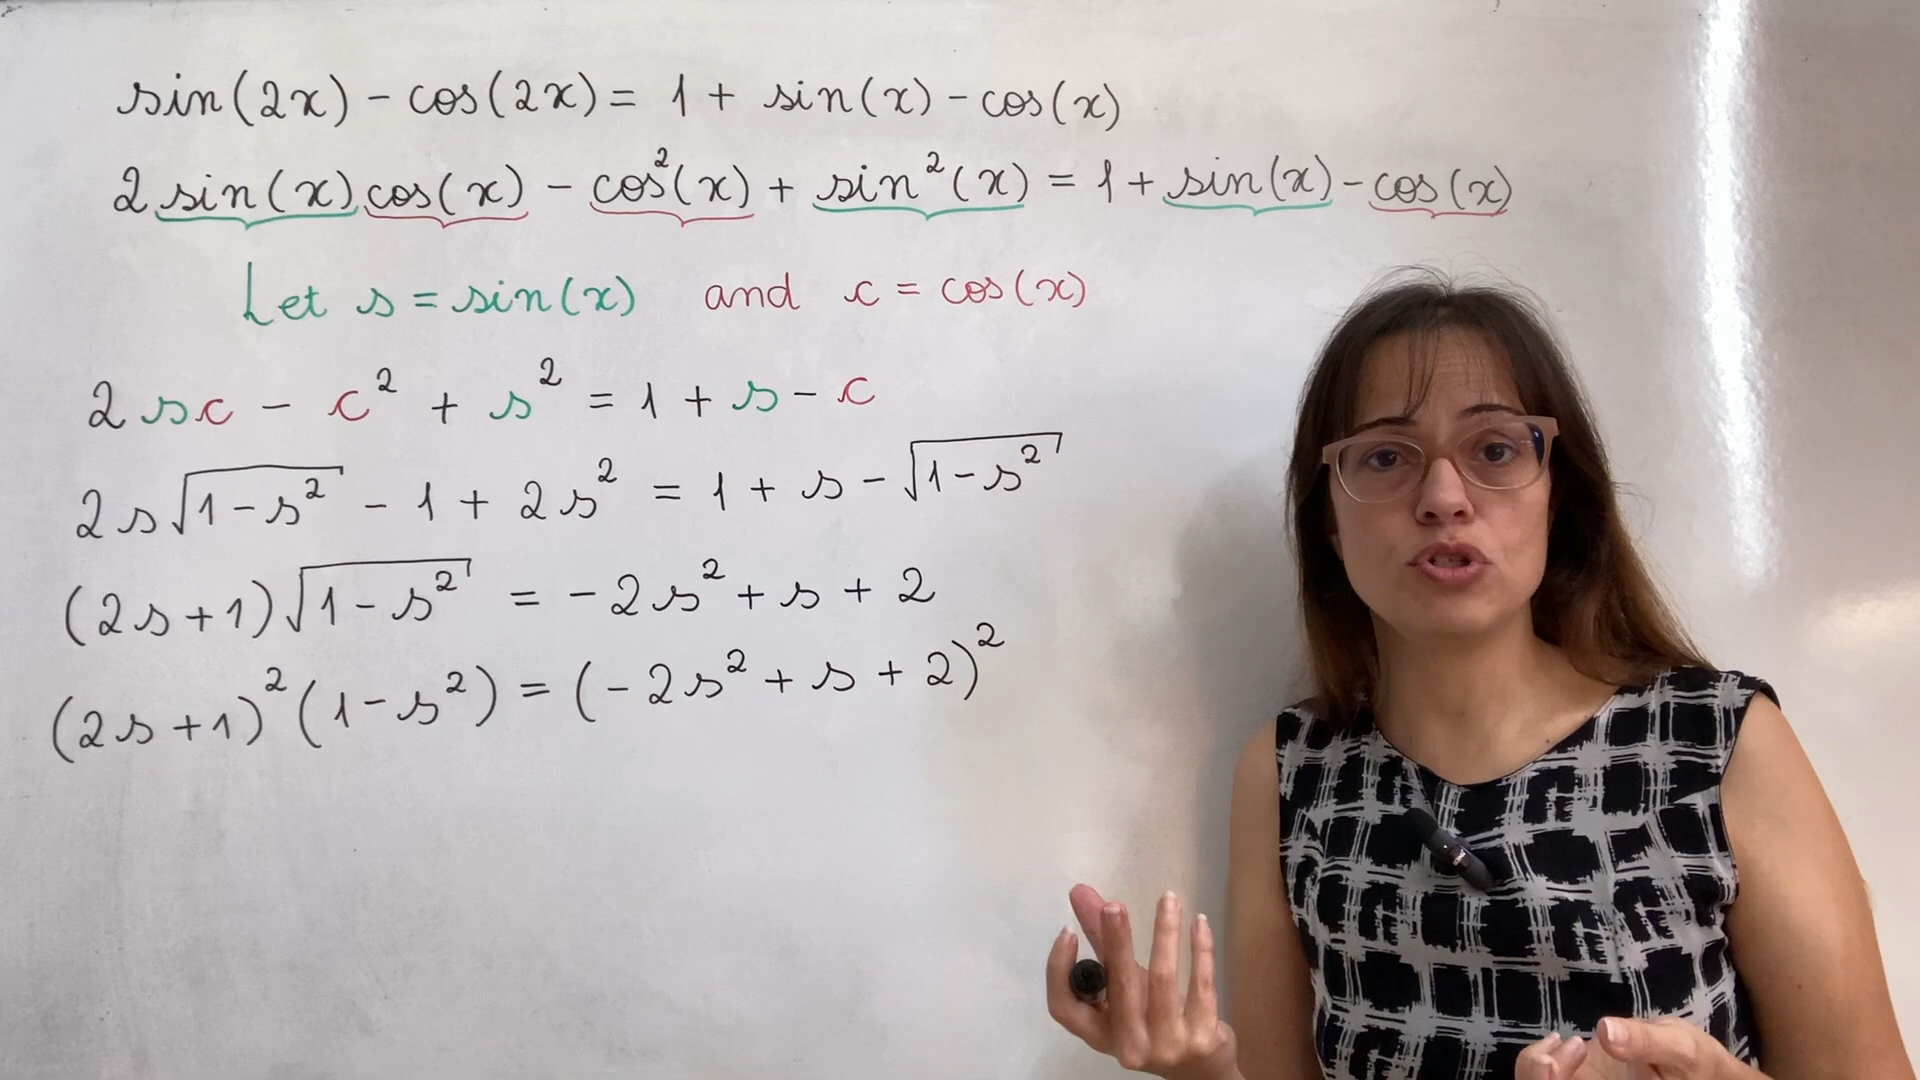 sin(2x) - cos(2x) = 1 + sin(x) - cos(x)
2 sin(x) cos(x) - cos²(x) + sin²(x) = 1 + sin(x) - cos(x)
Let s = sin(x) and c = cos(x)
2sc - c² + s² = 1 + s - c
2s√(1-s²) - 1 + 2s² = 1 + s - √(1-s²)
(2s+1)√(1-s²) = -2s² + s + 2
(2s+1)²(1-s²) = (-2s² + s + 2)²